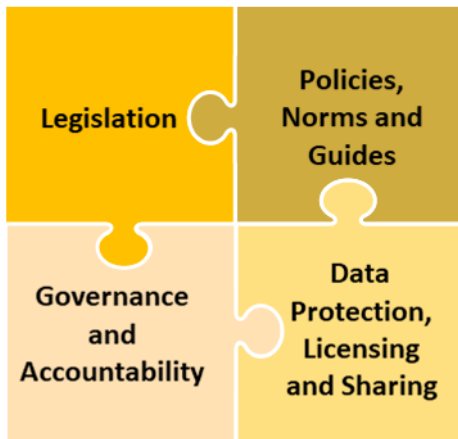 Legislation
Policies,
Norms and
Guides
Governance
and
Accountability
Data
Protection,
Licensing
and Sharing